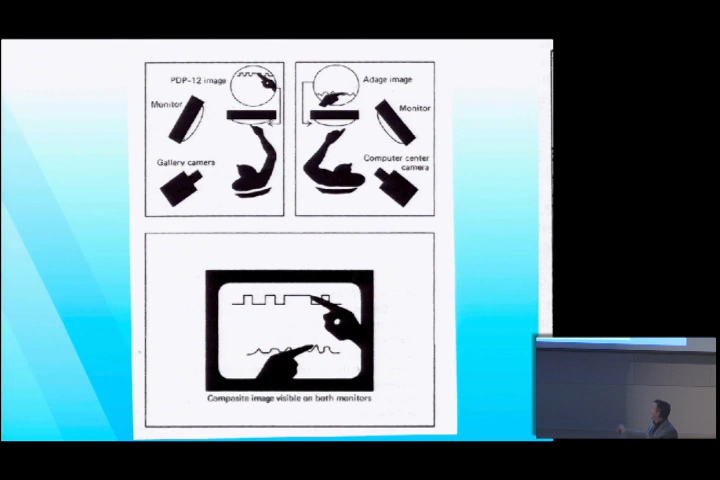 PDP-12 image
Monitor
Gallery camera
Adage image
Monitor
Computer center
camera
Composite image visible on both monitors